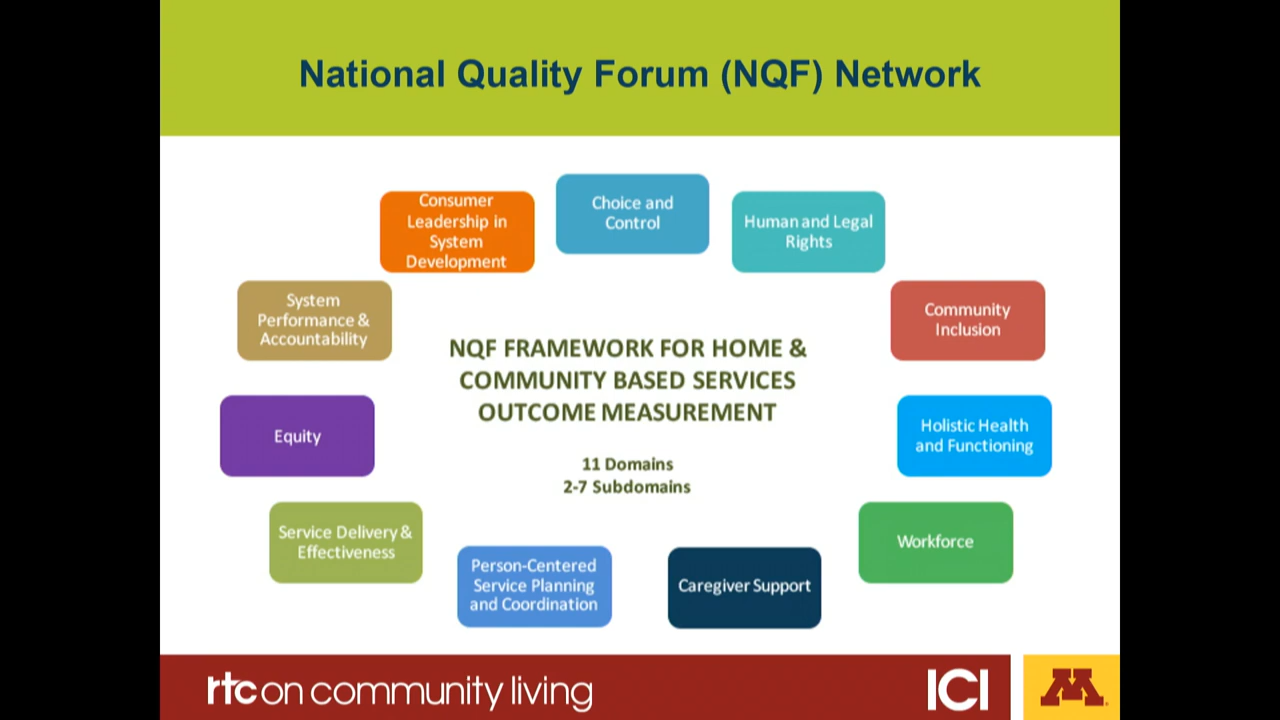 National Quality Forum (NQF) Network
Consumer
Leadership in
System
Development
Choice and
Control
Human and Legal
Rights
System
Performance &
Accountability
Community
Inclusion
NQF FRAMEWORK FOR HOME &
COMMUNITY BASED SERVICES
OUTCOME MEASUREMENT
Equity
Holistic Health
and Functioning
11 Domains
2-7 Subdomains
Service Delivery &
Effectiveness
Workforce
Person-Centered
Service Planning
and Coordination
Caregiver Support
rtc on community living
ICI
M